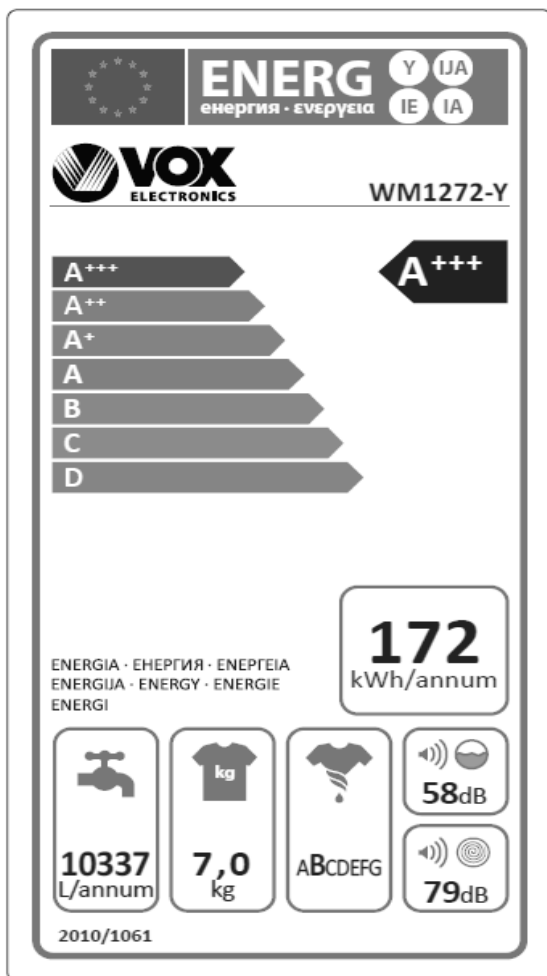 ENERG
енергия · ενεργεια
Y IJA
IE IA
VOX
ELECTRONICS
WM1272-Y
A+++
A+++
A++
A+
A
B
C
D
172
kWh/annum
ENERGIA · ЕНЕРГИЯ · ΕΝΕΡΓΕΙΑ
ENERGIJA · ENERGY · ENERGIE
ENERGI
10337
L/annum
kg
7,0
kg
ABCDEFG
58dB
79dB
2010/1061